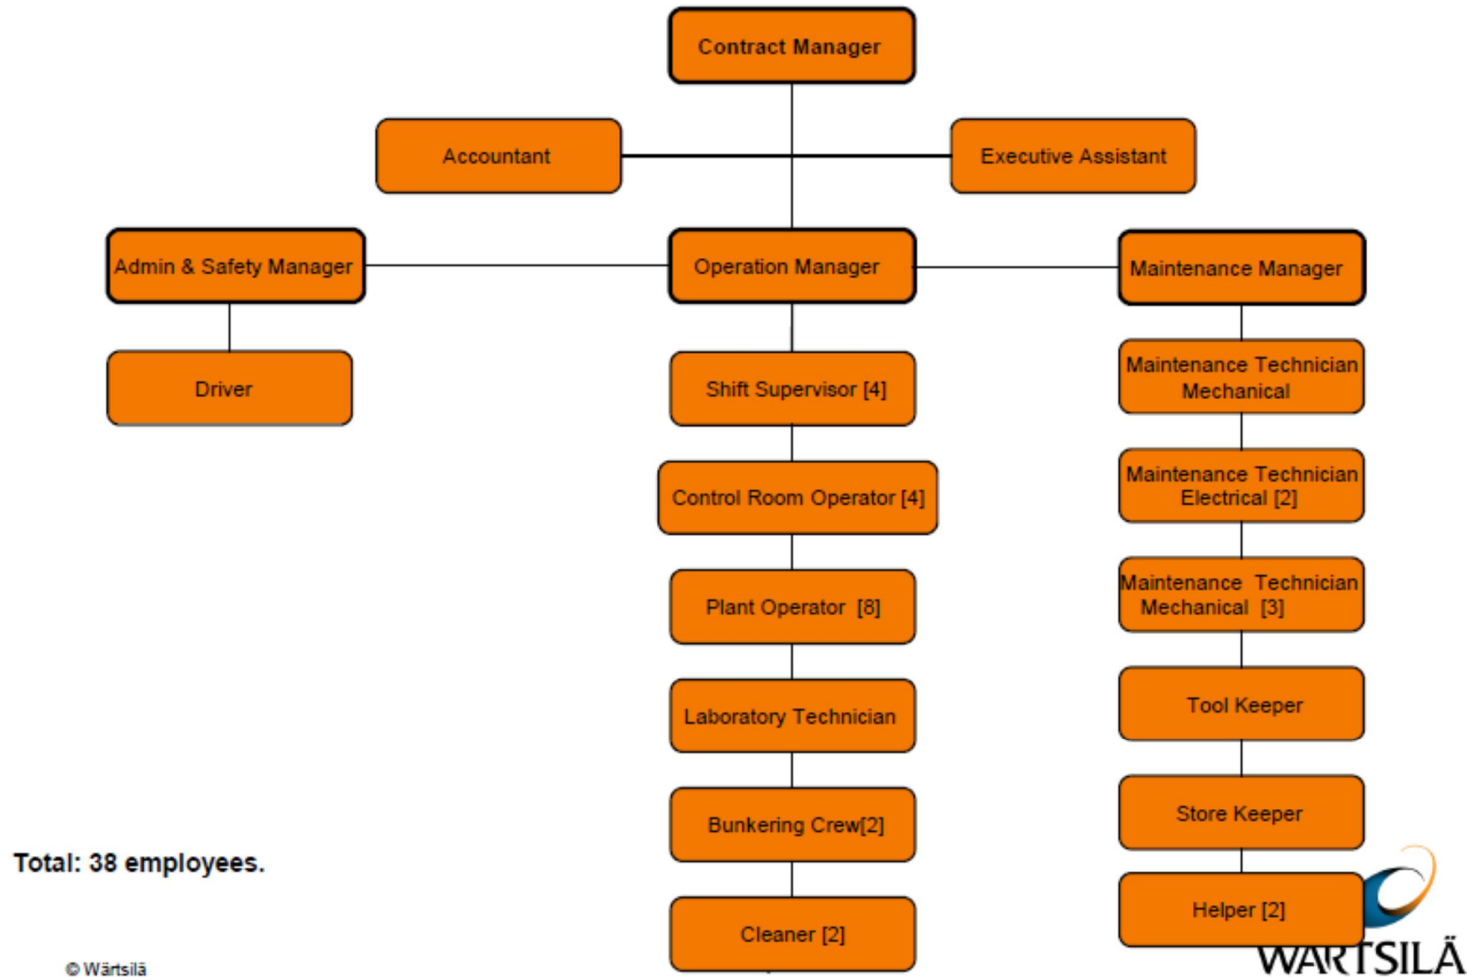 Contract Manager
Accountant
Executive Assistant
Admin & Safety Manager
Operation Manager
Maintenance Manager
Driver
Shift Supervisor [4]
Control Room Operator [4]
Plant Operator [8]
Laboratory Technician
Bunkering Crew[2]
Cleaner [2]
Maintenance Technician
Mechanical
Maintenance Technician
Electrical [2]
Maintenance Technician
Mechanical [3]
Tool Keeper
Store Keeper
Helper [2]
Total: 38 employees.
© Wärtsilä
WÄRTSILÄ